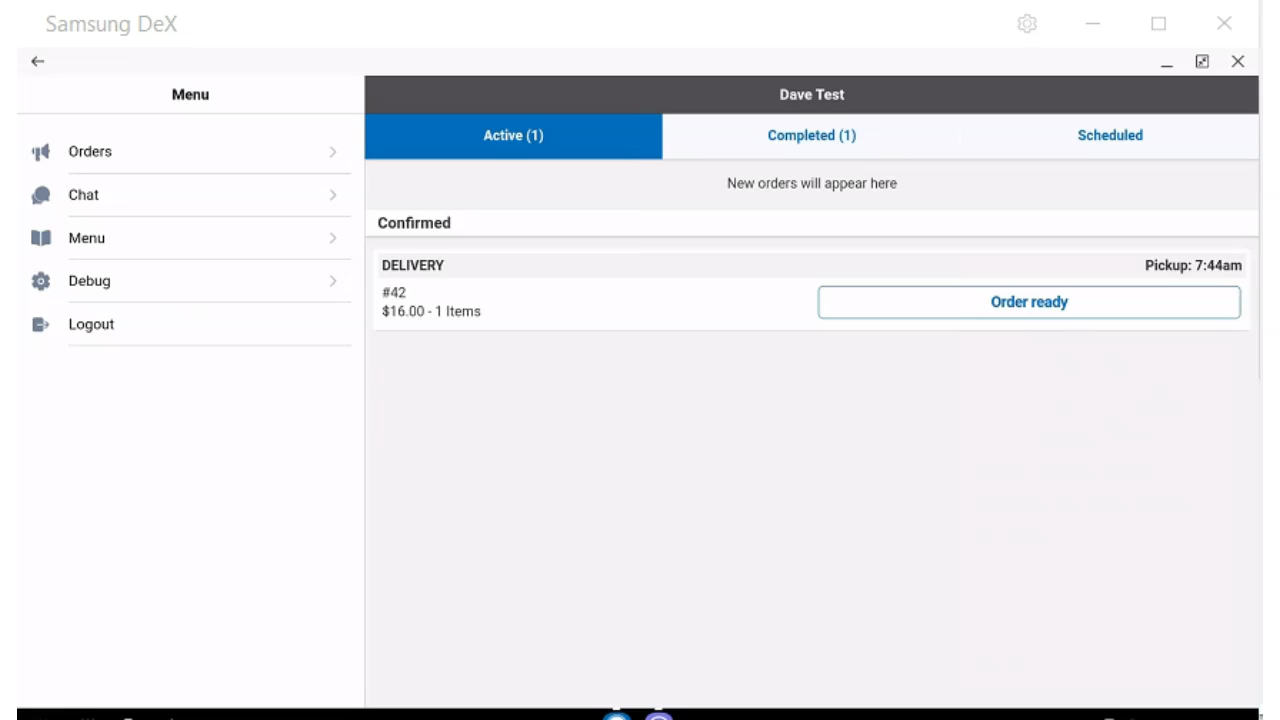 Samsung DeX
Menu
Dave Test
Active (1)
Completed (1)
Scheduled
Orders
Chat
Menu
Debug
Logout
New orders will appear here
Confirmed
DELIVERY
Pickup: 7:44am
#42
$16.00 - 1 Items
Order ready